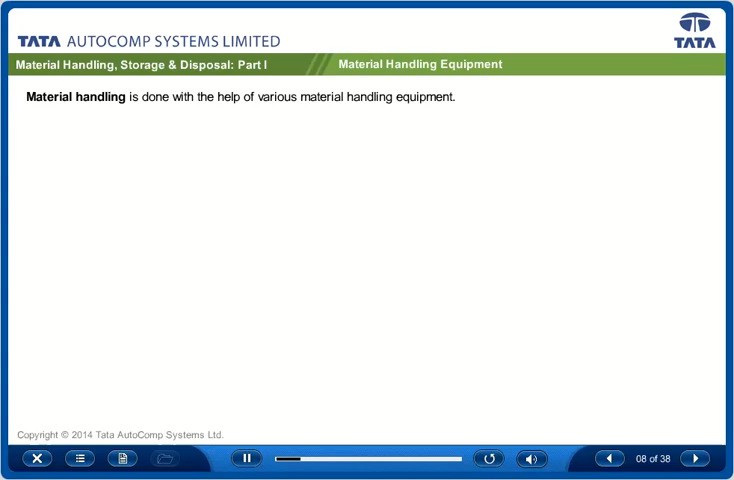 TATA AUTOCOMP SYSTEMS LIMITED
TATA
Material Handling, Storage & Disposal: Part I
Material Handling Equipment
Material handling is done with the help of various material handling equipment.
Copyright © 2014 Tata AutoComp Systems Ltd.
08 of 38